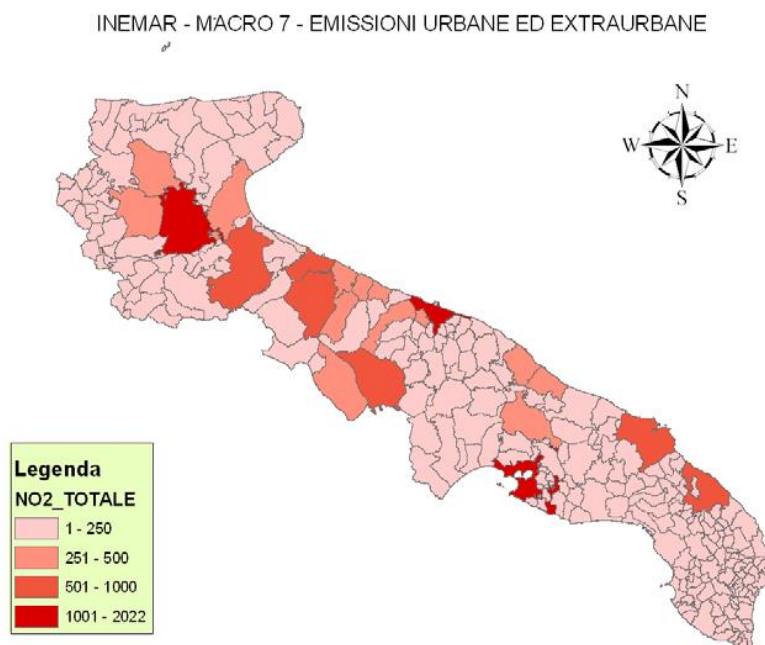 INEMAR - MACRO 7 - EMISSIONI URBANE ED EXTRAURBANE
N
W E
S
Legenda
NO2_TOTALE
1 - 250
251 - 500
501 - 1000
1001 - 2022